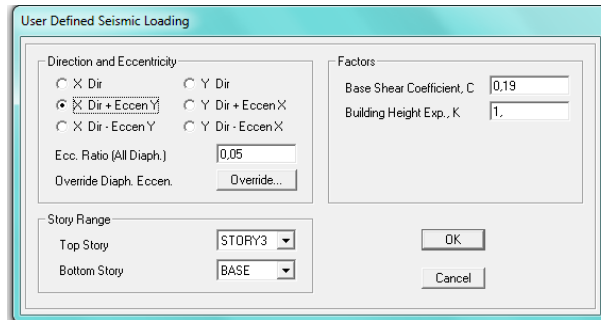 User Defined Seismic Loading
Direction and Eccentricity
X Dir
Y Dir
X Dir + Eccen Y
Y Dir + Eccen X
X Dir - Eccen Y
Y Dir - Eccen X
Ecc. Ratio (All Diaph.)
0,05
Override Diaph. Eccen.
Override...
Factors
Base Shear Coefficient, C
0,19
Building Height Exp., K
1,
Story Range
Top Story
STORY3
Bottom Story
BASE
OK
Cancel